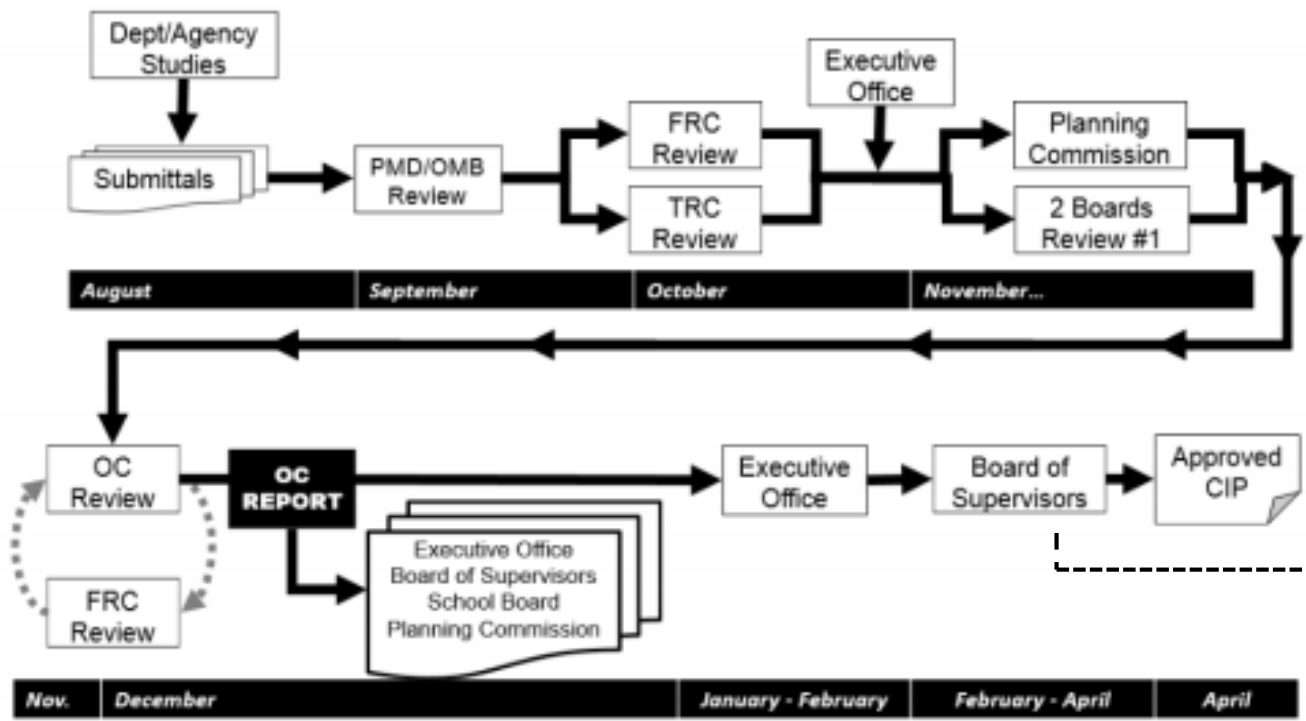 Dept/Agency
Studies
Submittals
PMD/OMB
Review
FRC
Review
TRC
Review
Executive
Office
Planning
Commission
2 Boards
Review #1
August
September
October
November...
OC
Review
FRC
Review
OC
REPORT
Executive Office
Board of Supervisors
School Board
Planning Commission
Executive
Office
Board of
Supervisors
Approved
CIP
Nov.
December
January - February
February - April
April